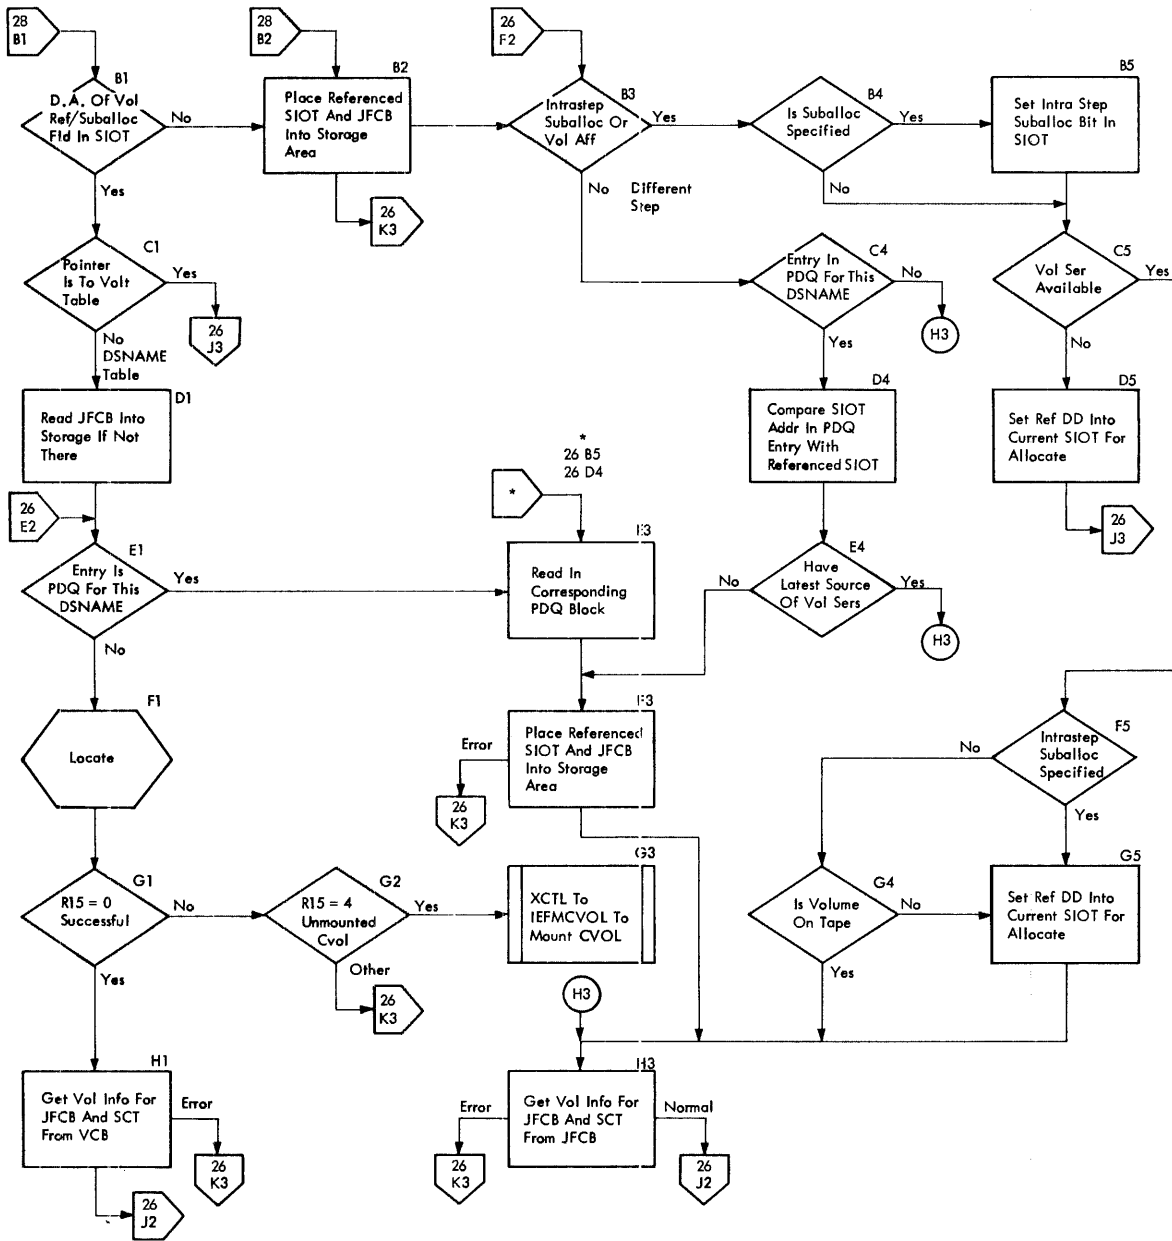 28
B1
28
B2
26
F2
B1
D.A. Of Vol
Ref/Suballoc
Fld In SIOT
No
Yes
B2
Place Referenced
SIOT And JFCB
Into Storage
Area
26
K3
B3
Intrastep
Suballoc Or
Vol Aff
Yes
No
Different
Step
B4
Is Suballoc
Specified
Yes
No
B5
Set Intra Step
Suballoc Bit In
SIOT
C1
Pointer
Is To Volt
Table
Yes
26
J3
No
DSNAME
Table
C4
Entry In
PDQ For This
DSNAME
No
H3
Yes
C5
Vol Ser
Available
Yes
No
D1
Read JFCB Into
Storage If Not
There
D4
Compare SIOT
Addr In PDQ
Entry With
Referenced SIOT
D5
Set Ref DD Into
Current SIOT For
Allocate
26
J3
*
26 B5
26 D4
*
26
E2
E1
Entry Is
PDQ For This
DSNAME
Yes
No
E3
Read In
Corresponding
PDQ Block
E4
Have
Latest Source
Of Vol Sers
No
Yes
H3
F1
Locate
F3
Place Referenced
SIOT And JFCB
Into Storage
Area
Error
26
K3
F5
Intrastep
Suballoc
Specified
No
Yes
G1
R15 = 0
Successful
No
Yes
G2
R15 = 4
Unmounted
Cvol
Yes
Other
26
K3
G3
XCTL To
IEFMCVOL To
Mount CVOL
G4
Is Volume
On Tape
No
Yes
G5
Set Ref DD Into
Current SIOT For
Allocate
H3
H1
Get Vol Info For
JFCB And SCT
From VCB
Error
26
K3
26
J2
H3
Get Vol Info For
JFCB And SCT
From JFCB
Error
26
K3
Normal
26
J2